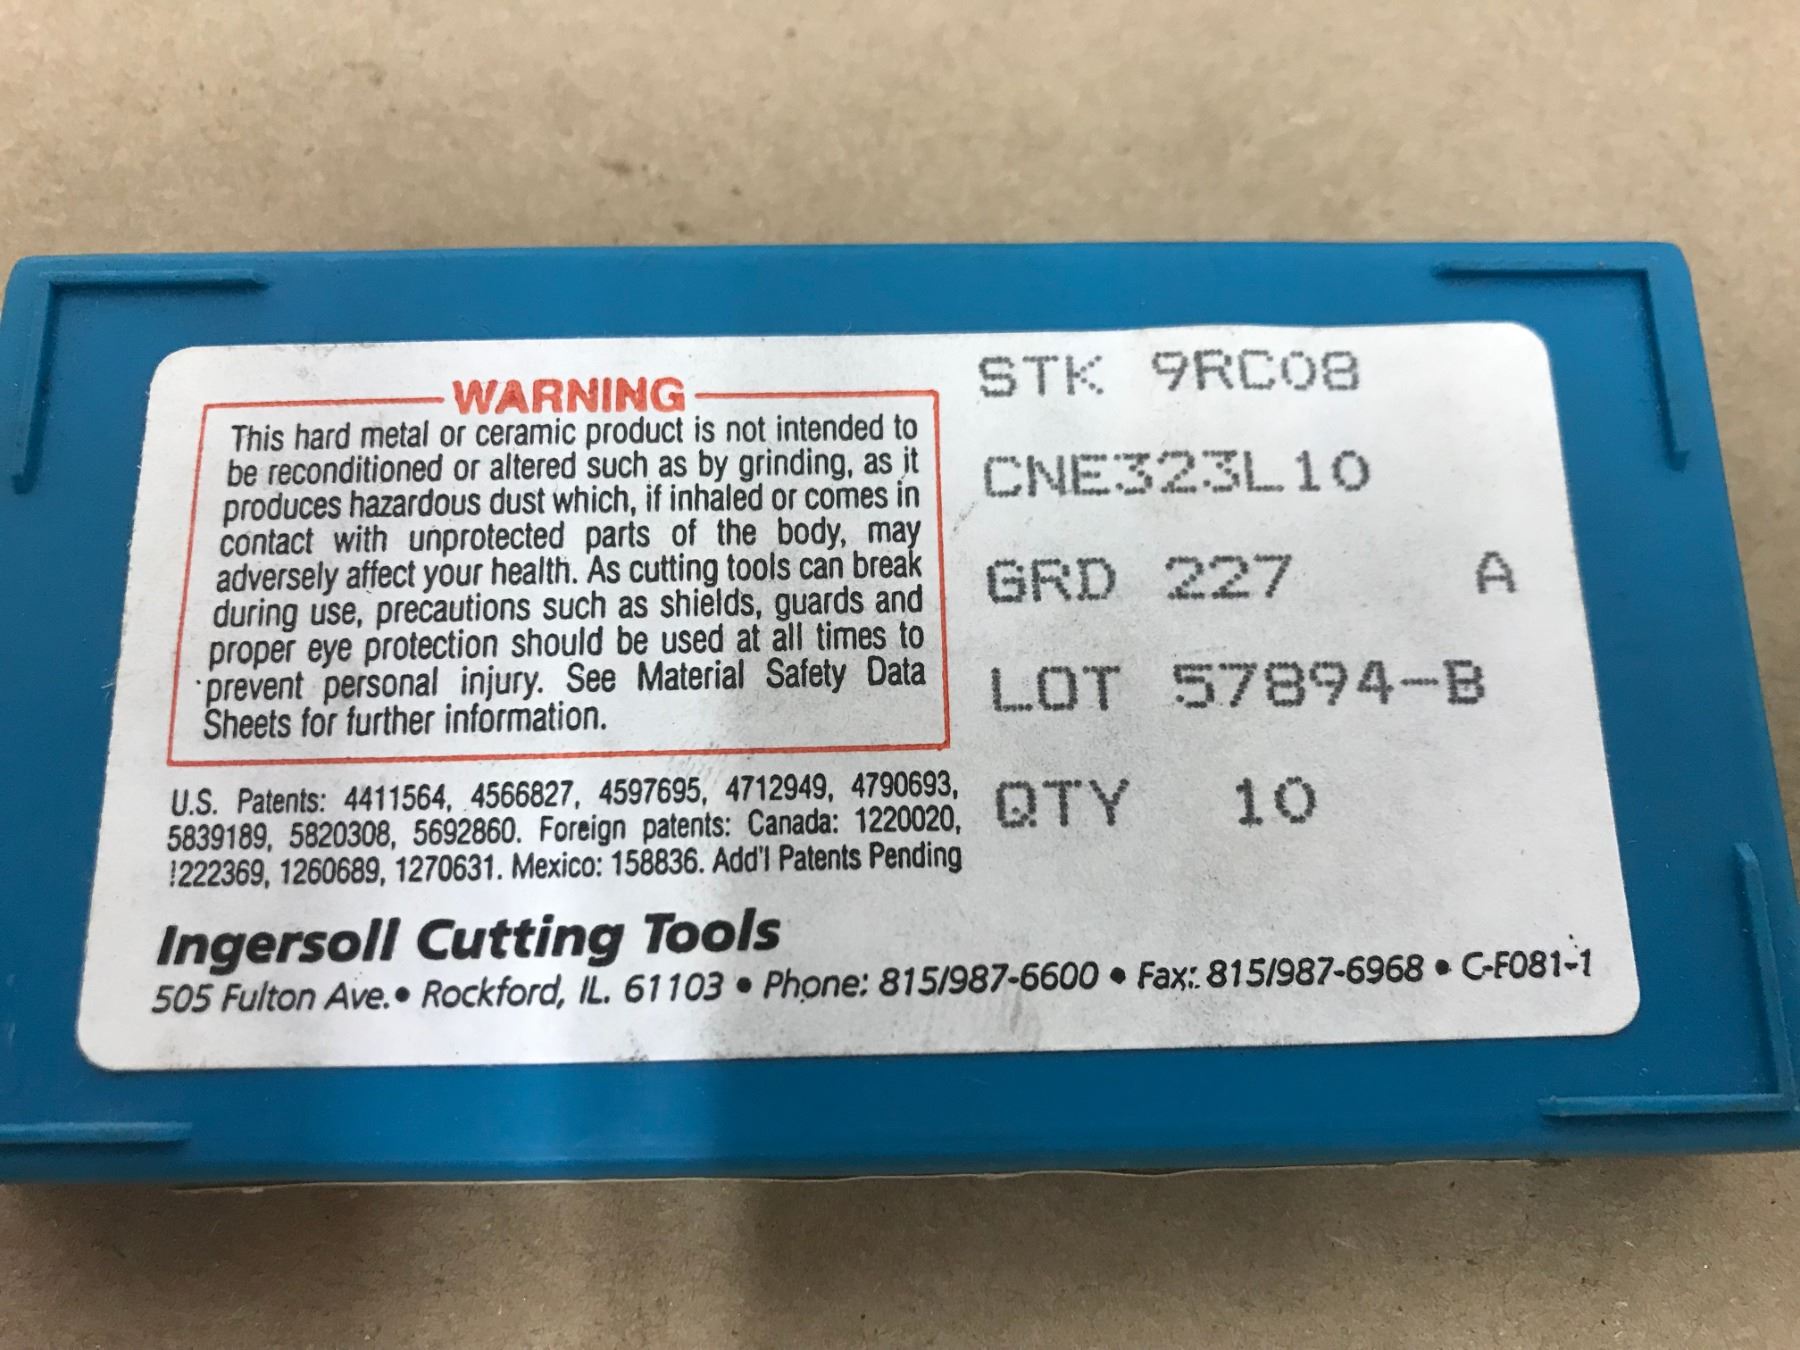 WARNING
This hard metal or ceramic product is not intended to
be reconditioned or altered such as by grinding, as it
produces hazardous dust which, if inhaled or comes in
contact with unprotected parts of the body, may
adversely affect your health. As cutting tools can break
during use, precautions such as shields, guards and
proper eye protection should be used at all times to
prevent personal injury. See Material Safety Data
Sheets for further information.
U.S. Patents: 4411564, 4566827, 4597695, 4712949, 4790693,
5839189, 5820308, 5692860. Foreign patents: Canada: 1220020,
1222369, 1260689, 1270631. Mexico: 158836. Add'l Patents Pending
STK 9RC08
CNE323L10
GRD 227 A
LOT 57894-B
QTY 10
Ingersoll Cutting Tools
505 Fulton Ave.• Rockford, IL. 61103 • Phone: 815/987-6600 • Fax: 815/987-6968 • C-F081-1